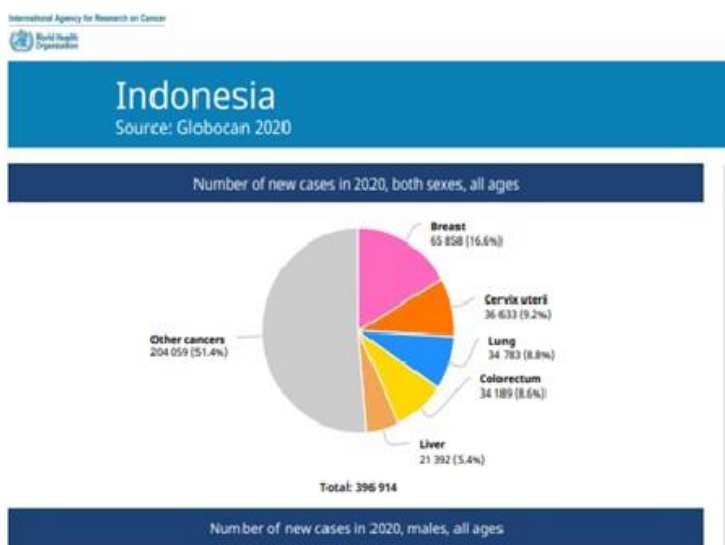 International Agency for Research on Cancer
World Health
Organization
Indonesia
Source: Globocan 2020
Number of new cases in 2020, both sexes, all ages
Breast
65 858 (16.6%)
Cervix uteri
36 633 (9.2%)
Lung
34 783 (8.8%)
Colorectum
34 189 (8.6%)
Liver
21 392 (5.4%)
Other cancers
204 059 (51.4%)
Total: 396 914
Number of new cases in 2020, males, all ages